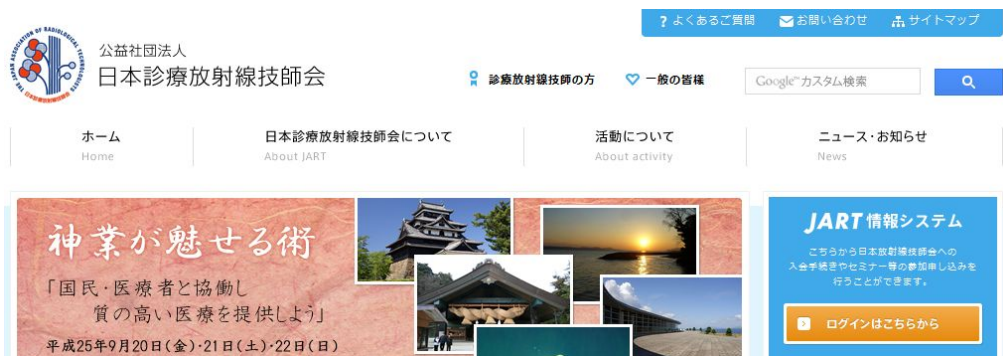 ? よくあるご質問
お問い合わせ
サイトマップ
THE JAPAN ASSOCIATION OF RADIOLOGICAL TECHNOLOGISTS
公益社団法人
日本診療放射線技師会
診療放射線技師の方
一般の皆様
Google™ カスタム検索
ホーム
Home
日本診療放射線技師会について
About JART
活動について
About activity
ニュース・お知らせ
News
神業が魅せる術
「国民・医療者と協働し
質の高い医療を提供しよう」
平成25年9月20日(金)・21日(土)・22日(日)
JART 情報システム
こちらから日本放射線技師会への
入会手続きやセミナー等の参加申し込みを
行うことができます。
ログインはこちらから